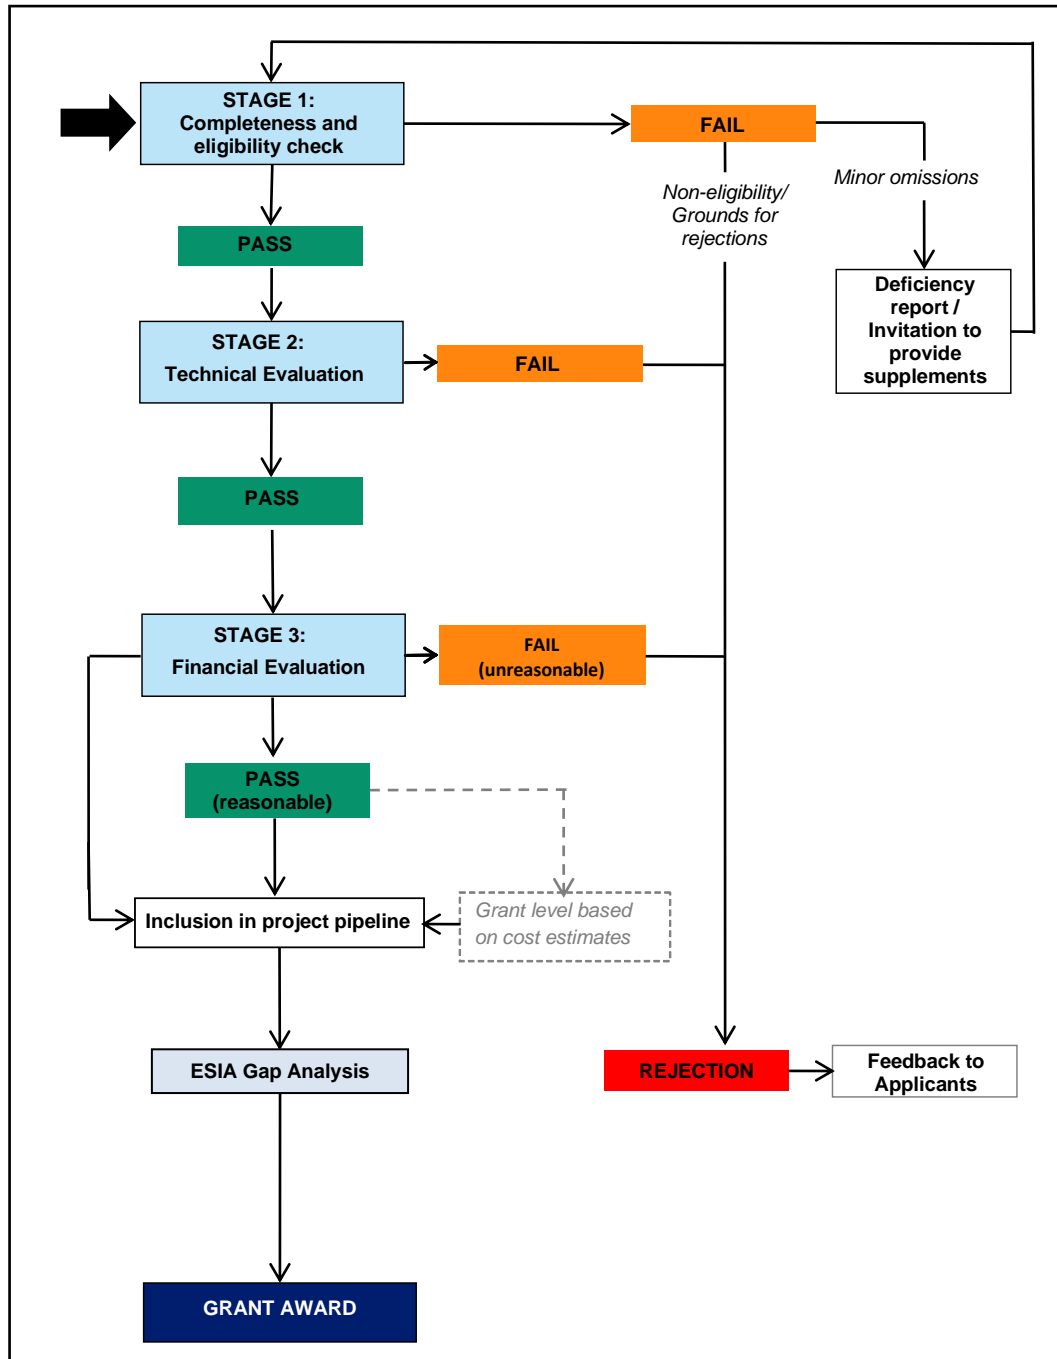 STAGE 1:
Completeness and
eligibility check
FAIL
Non-eligibility/
Grounds for
rejections
Minor omissions
PASS
Deficiency
report /
Invitation to
provide
supplements
STAGE 2:
Technical Evaluation
FAIL
PASS
STAGE 3:
Financial Evaluation
FAIL
(unreasonable)
PASS
(reasonable)
Inclusion in project pipeline
Grant level based
on cost estimates
ESIA Gap Analysis
REJECTION
Feedback to
Applicants
GRANT AWARD